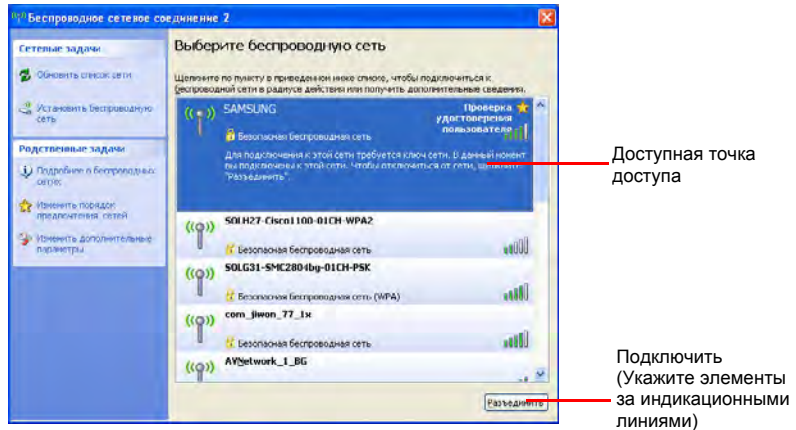 Беспроводное сетевое соединение 2
Сетевые задачи
Обновить список сети
Установить беспроводную
сеть
Родственные задачи
Подробнее о беспроводных
сетях
Изменить порядок
предпочтения сетей
Изменить дополнительные
параметры
Выберите беспроводную сеть
Щелкните по пункту в приведенном ниже списке, чтобы подключиться к
беспроводной сети в радиусе действия или получить дополнительные сведения.
SAMSUNG
Проверка
удостоверения
пользователя
Безопасная беспроводная сеть
Для подключения к этой сети требуется ключ сети. В данный момент
вы подключены к этой сети. Чтобы отключиться от сети,
"Разъединить".
SOLH27-Cisco1100-01CH-WPA2
Безопасная беспроводная сеть
SOLG31-SMC2804bg-01CH-PSK
Безопасная беспроводная сеть (WPA)
com_jiwon_77_1x
Безопасная беспроводная сеть
AVNetwork_1_BG
Разъединить
Доступная точка
доступа
Подключить
(Укажите элементы
за индикационными
линиями)